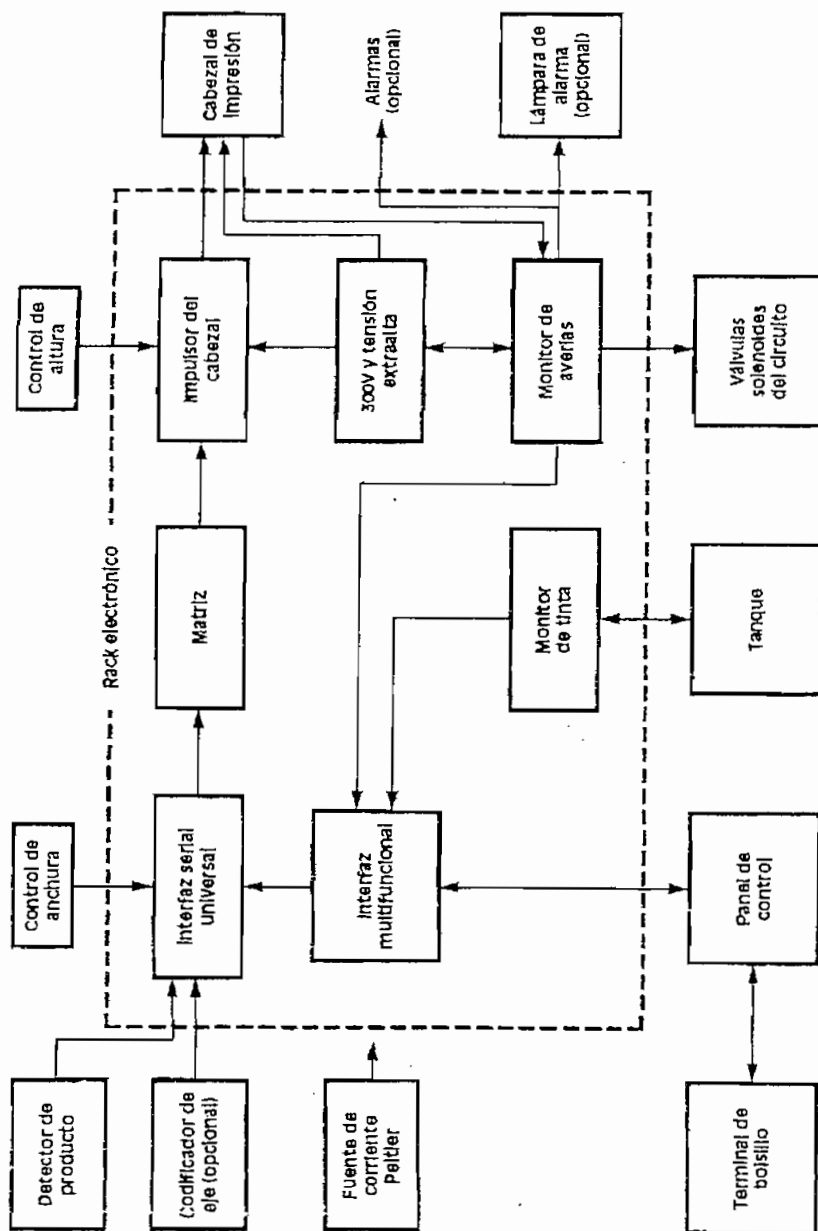 Terminal de
bolsillo
Fuente de
corriente
Peltier
Codificador de
eje (opcional)
Detector de
producto
Panel de
control
Interfaz
multifuncional
Interfaz serial
universal
Control de
anchura
Tanque
Monitor
de tinta
Matriz
Rack electrónico
Válvulas
solenoides
del circuito
Monitor de
averías
300V y tensión
extraalta
Impulsor del
cabezal
Control de
altura
Lámpara de
alarma
(opcional)
Alarmas
(opcional)
Cabezal de
impresión